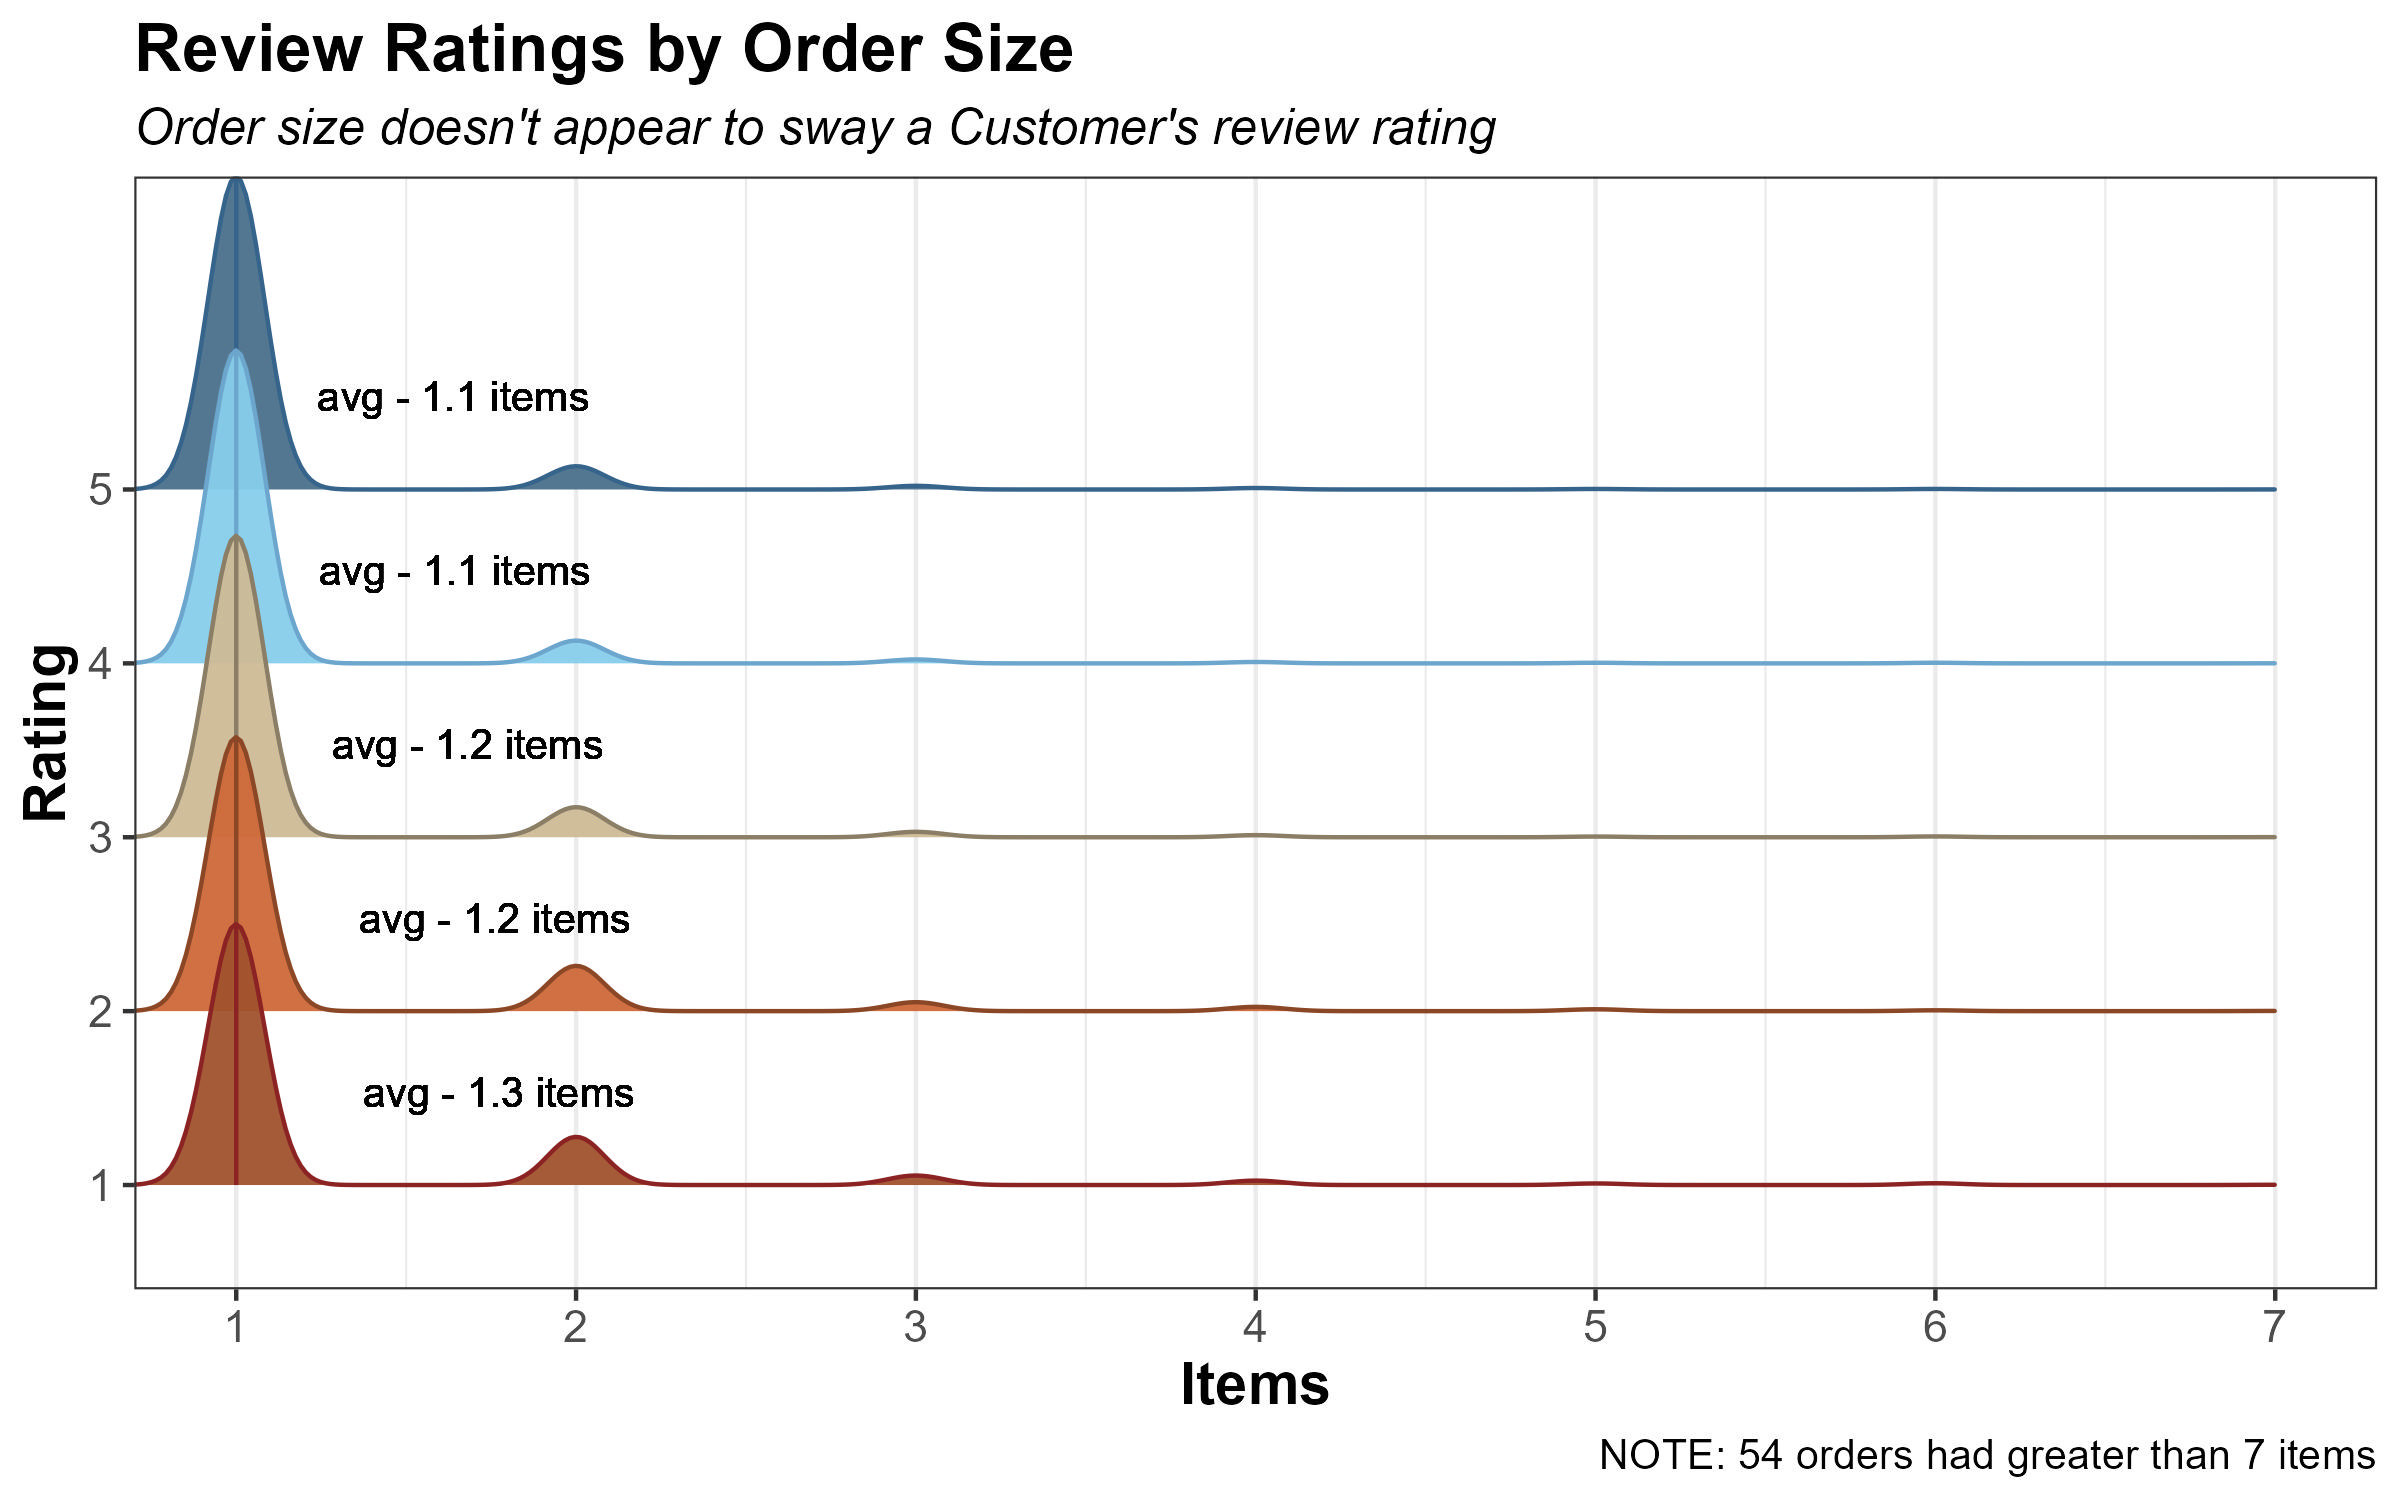 Review Ratings by Order Size
Order size doesn't appear to sway a Customer's review rating
avg - 1.1 items
5
avg - 1.1 items
4
avg - 1.2 items
3
avg - 1.2 items
2
avg - 1.3 items
1
Rating
1 2 3 4 5 6 7
Items
NOTE: 54 orders had greater than 7 items